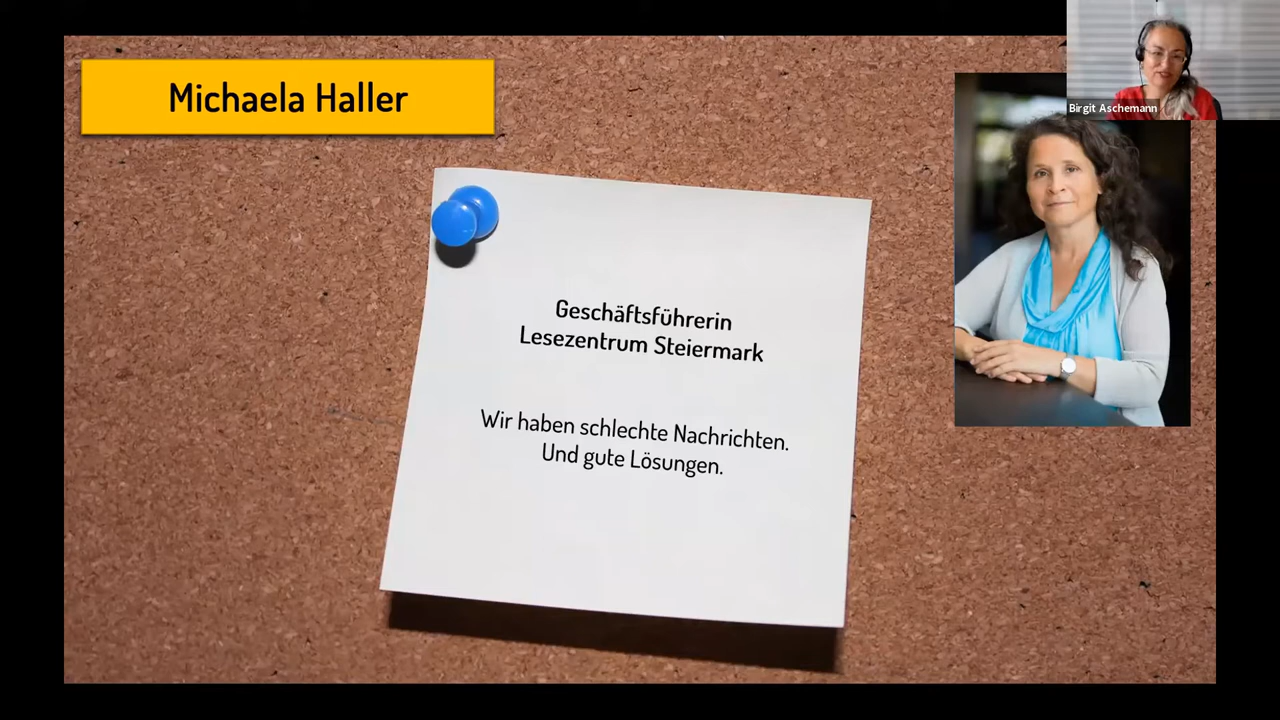 Michaela Haller
Birgit Aschemann
Geschäftsführerin
Lesezentrum Steiermark
Wir haben schlechte Nachrichten.
Und gute Lösungen.